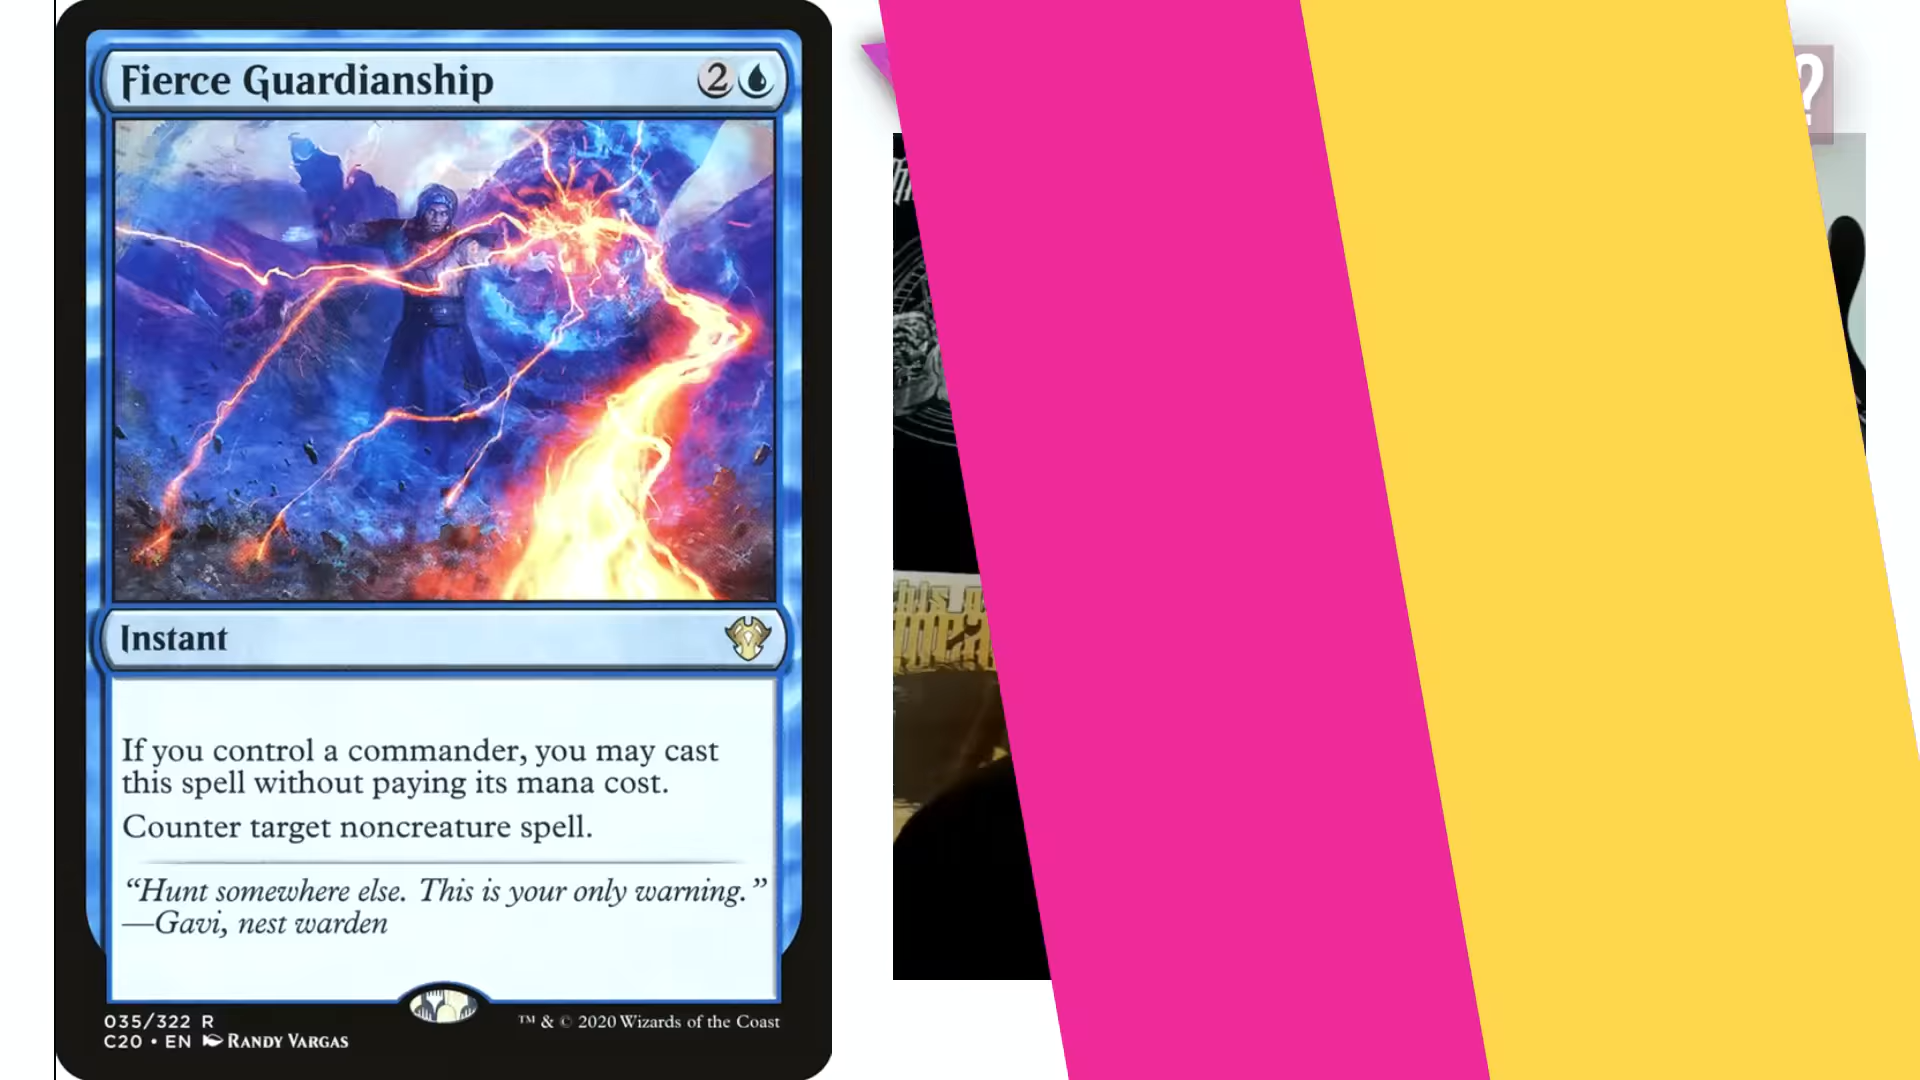 Fierce Guardianship
2
Instant
If you control a commander, you may cast
this spell without paying its mana cost.
Counter target noncreature spell.
“Hunt somewhere else. This is your only warning.”
—Gavi, nest warden
035/322 R
C20 • EN RANDY VARGAS
™ & © 2020 Wizards of the Coast
?